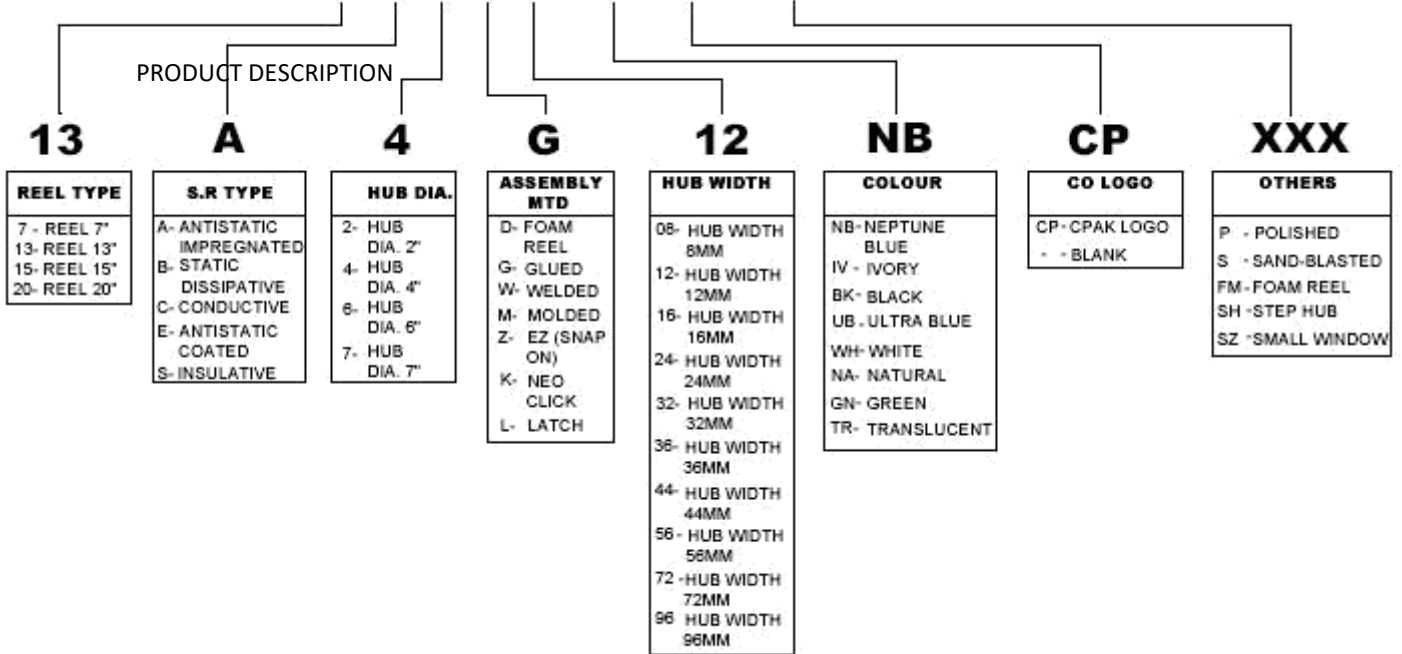 PRODUCT DESCRIPTION
13 A 4 G 12 NB CP XXX
REEL TYPE
7 - REEL 7"
13- REEL 13"
15- REEL 15"
20- REEL 20"
S.R TYPE
A- ANTISTATIC
IMPREGNATED
B- STATIC
DISSIPATIVE
C- CONDUCTIVE
E- ANTISTATIC
COATED
S- INSULATIVE
HUB DIA.
2- HUB
DIA. 2"
4- HUB
DIA. 4"
6- HUB
DIA. 6"
7- HUB
DIA. 7"
ASSEMBLY
MTD
D- FOAM
REEL
G- GLUED
W- WELDED
M- MOLDED
Z- EZ (SNAP
ON)
K- NEO
CLICK
L- LATCH
HUB WIDTH
08- HUB WIDTH
8MM
12- HUB WIDTH
12MM
16- HUB WIDTH
16MM
24- HUB WIDTH
24MM
32- HUB WIDTH
32MM
36- HUB WIDTH
36MM
44- HUB WIDTH
44MM
56- HUB WIDTH
56MM
72 -HUB WIDTH
72MM
96 HUB WIDTH
96MM
COLOUR
NB-NEPTUNE
BLUE
IV - IVORY
BK- BLACK
UB - ULTRA BLUE
WH- WHITE
NA- NATURAL
GN- GREEN
TR- TRANSLUCENT
CO LOGO
CP-CPAK LOGO
- - BLANK
OTHERS
P - POLISHED
S -SAND-BLASTED
FM-FOAM REEL
SH -STEP HUB
SZ -SMALL WINDOW